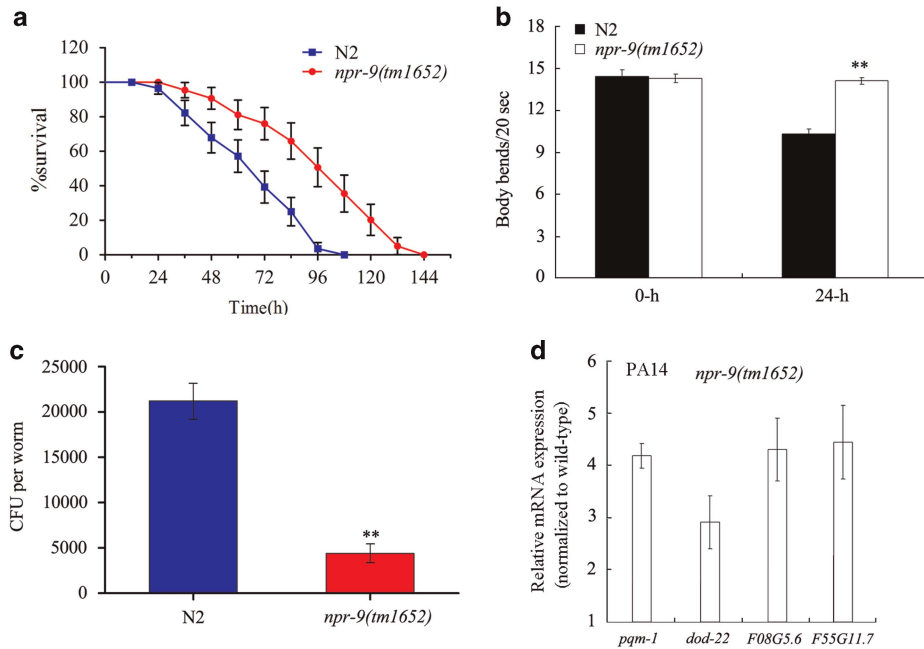 a
N2
npr-9(tm1652)
120
100
80
60
40
20
0
%survival
0 24 48 72 96 120 144
Time(h)
b
N2
npr-9(tm1652)
18
15
12
9
6
3
0
Body bends/20 sec
**
0-h 24-h
c
25000
20000
15000
10000
5000
0
CFU per worm
**
N2 npr-9(tm1652)
d
PA14 npr-9(tm1652)
6
5
4
3
2
1
Relative mRNA expression
(normalized to wild-type)
pqm-1 dod-22 F08G5.6 F55G11.7